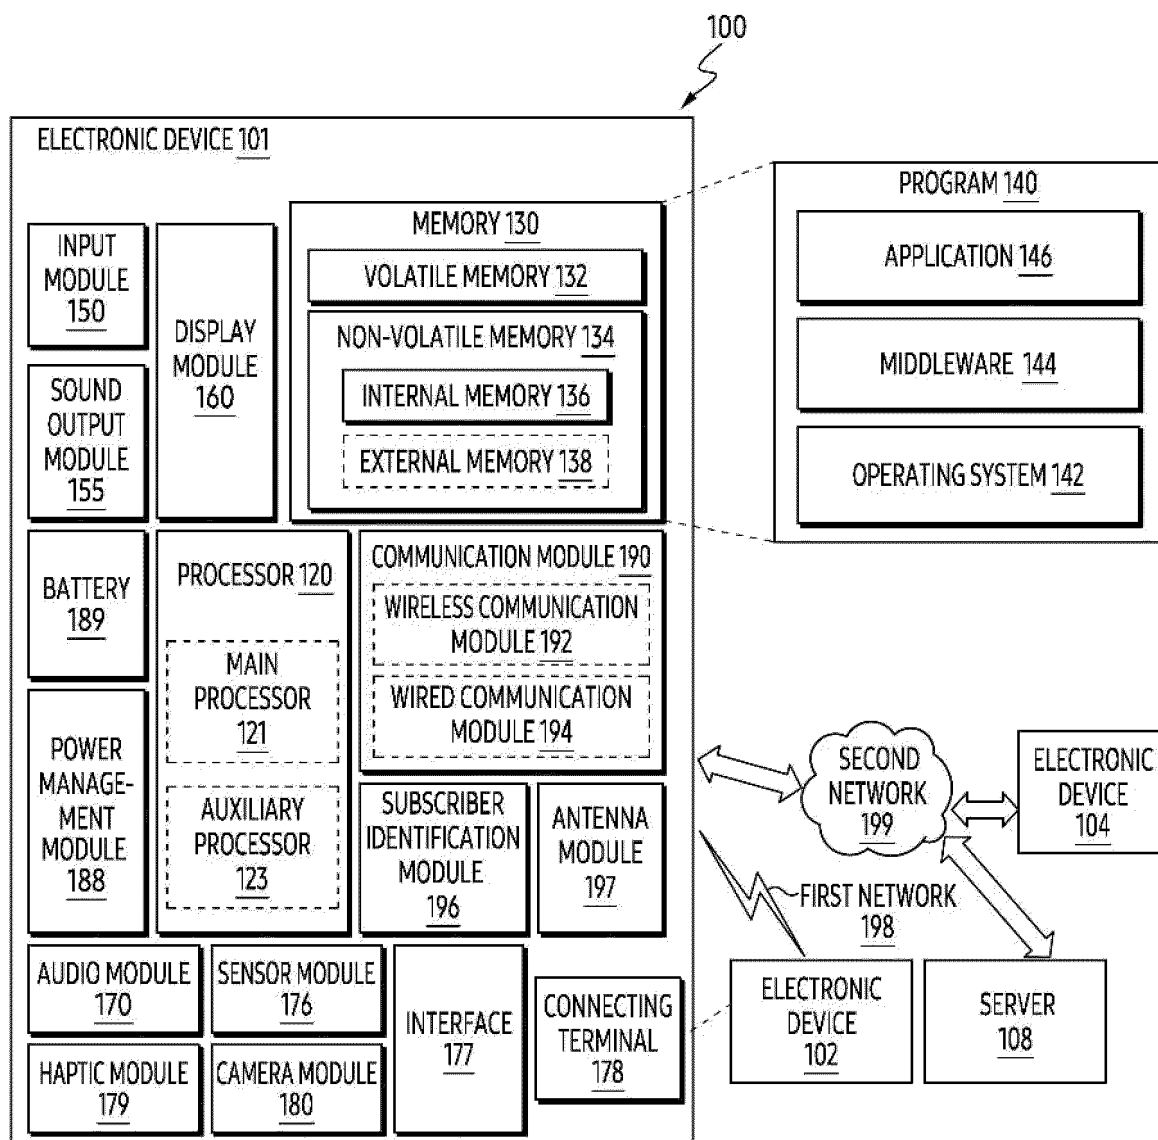 100
ELECTRONIC DEVICE 101
INPUT
MODULE
150
SOUND
OUTPUT
MODULE
155
DISPLAY
MODULE
160
MEMORY 130
VOLATILE MEMORY 132
NON-VOLATILE MEMORY 134
INTERNAL MEMORY 136
EXTERNAL MEMORY 138
PROGRAM 140
APPLICATION 146
MIDDLEWARE 144
OPERATING SYSTEM 142
BATTERY
189
POWER
MANAGE-
MENT MODULE
188
PROCESSOR 120
MAIN
PROCESSOR
121
AUXILIARY
PROCESSOR
123
COMMUNICATION MODULE 190
WIRELESS COMMUNICATION
MODULE 192
WIRED COMMUNICATION
MODULE 194
SUBSCRIBER
IDENTIFICATION
MODULE
196
ANTENNA
MODULE
197
SECOND
NETWORK
199
ELECTRONIC
DEVICE
104
FIRST NETWORK
198
AUDIO MODULE
170
SENSOR MODULE
176
INTERFACE
177
CONNECTING
TERMINAL
178
HAPTIC MODULE
179
CAMERA MODULE
180
ELECTRONIC
DEVICE
102
SERVER
108